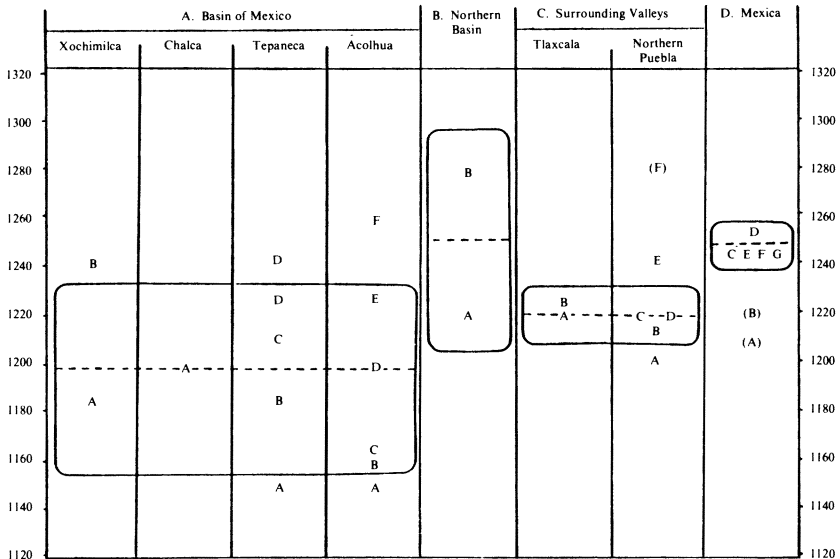 A. Basin of Mexico B. Northern Basin C. Surrounding Valleys D. Mexica
Xochimilca Chalca Tepaneca Acolhua Tlaxcala Northern Puebla
1320 1320
1300 1300
1280 B (F) 1280
1260 F 1260
D
B D 1240 E 1240
C E F G
D E B
1220 A A C D (B) 1220
C B (A)
1200 A D A 1200
A B
1180 1180
C
1160 B 1160
A A
1140 1140
1120 1120